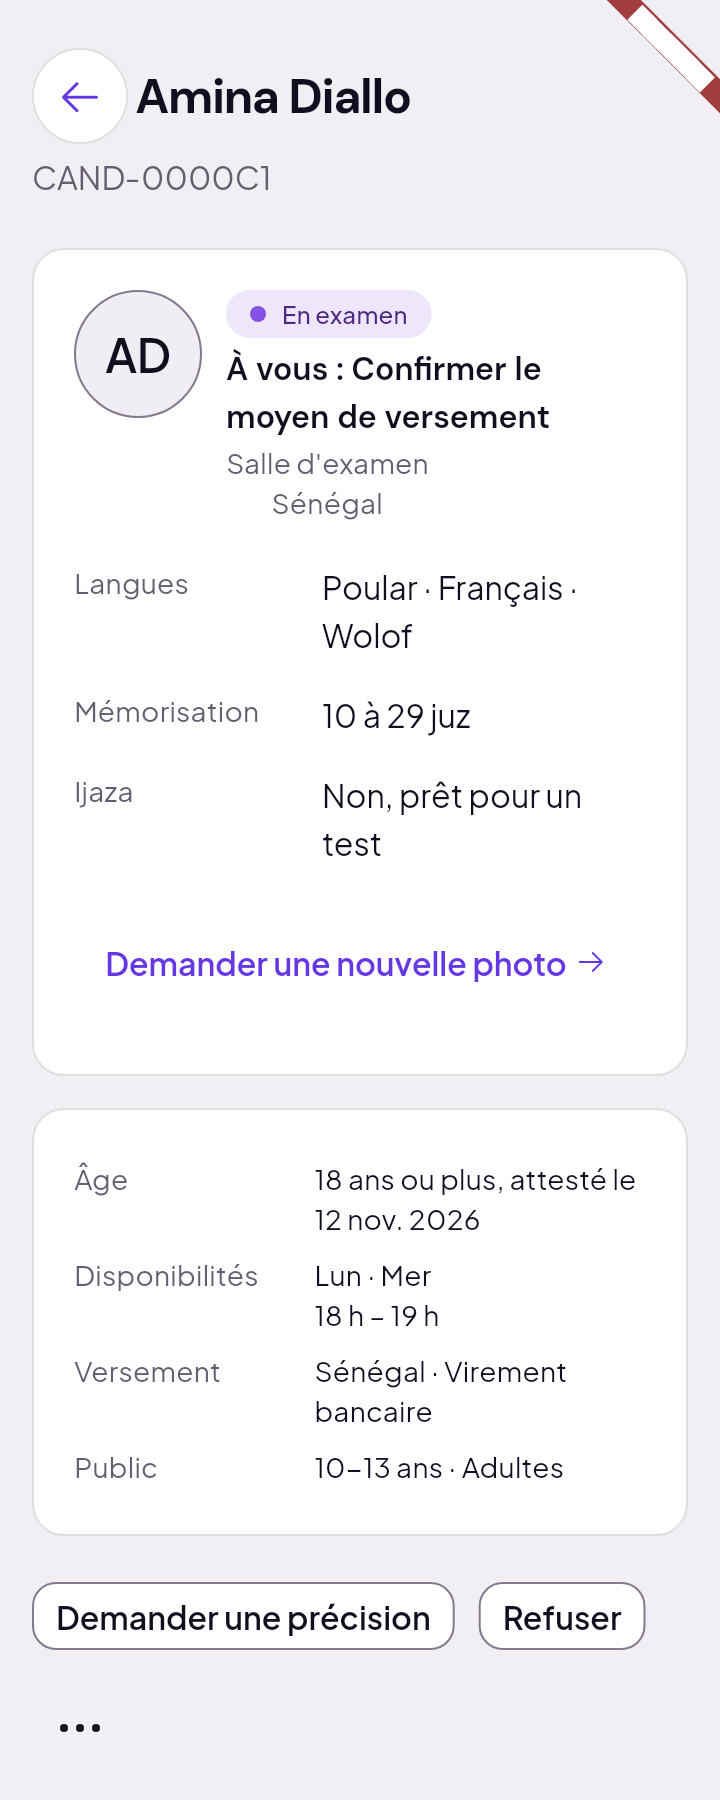 Amina Diallo
CAND-0000C1
AD
En examen
À vous : Confirmer le
moyen de versement
Salle d'examen
Sénégal
Langues
Poular · Français ·
Wolof
Mémorisation
10 à 29 juz
Ijaza
Non, prêt pour un
test
Demander une nouvelle photo →
Âge
18 ans ou plus, attesté le
12 nov. 2026
Disponibilités
Lun · Mer
18 h – 19 h
Versement
Sénégal · Virement
bancaire
Public
10–13 ans · Adultes
Demander une précision
Refuser